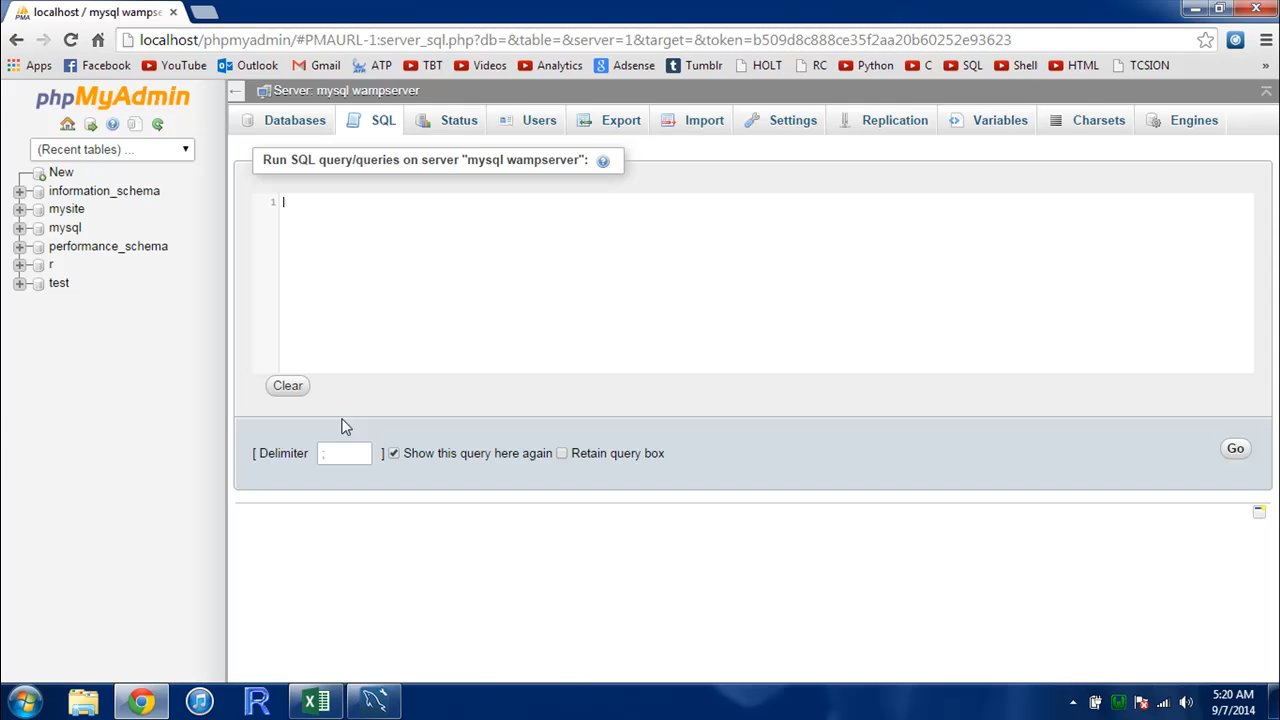 localhost / mysql wampse
localhost/phpmyadmin/#PMAURL-1:server_sql.php?db=&table=&server=1&target=&token=b509d8c888ce35f2aa20b60252e93623
Apps Facebook YouTube Outlook Gmail ATP TBT Videos Analytics Adsense Tumblr HOLT RC Python C SQL Shell HTML TCSION »
phpMyAdmin
Server: mysql wampserver
Databases SQL Status Users Export Import Settings Replication Variables Charsets Engines
(Recent tables) ...
New
information_schema
mysite
mysql
performance_schema
r
test
Run SQL query/queries on server "mysql wampserver":
1
Clear
[ Delimiter ; ] Show this query here again Retain query box
Go
5:20 AM
9/7/2014